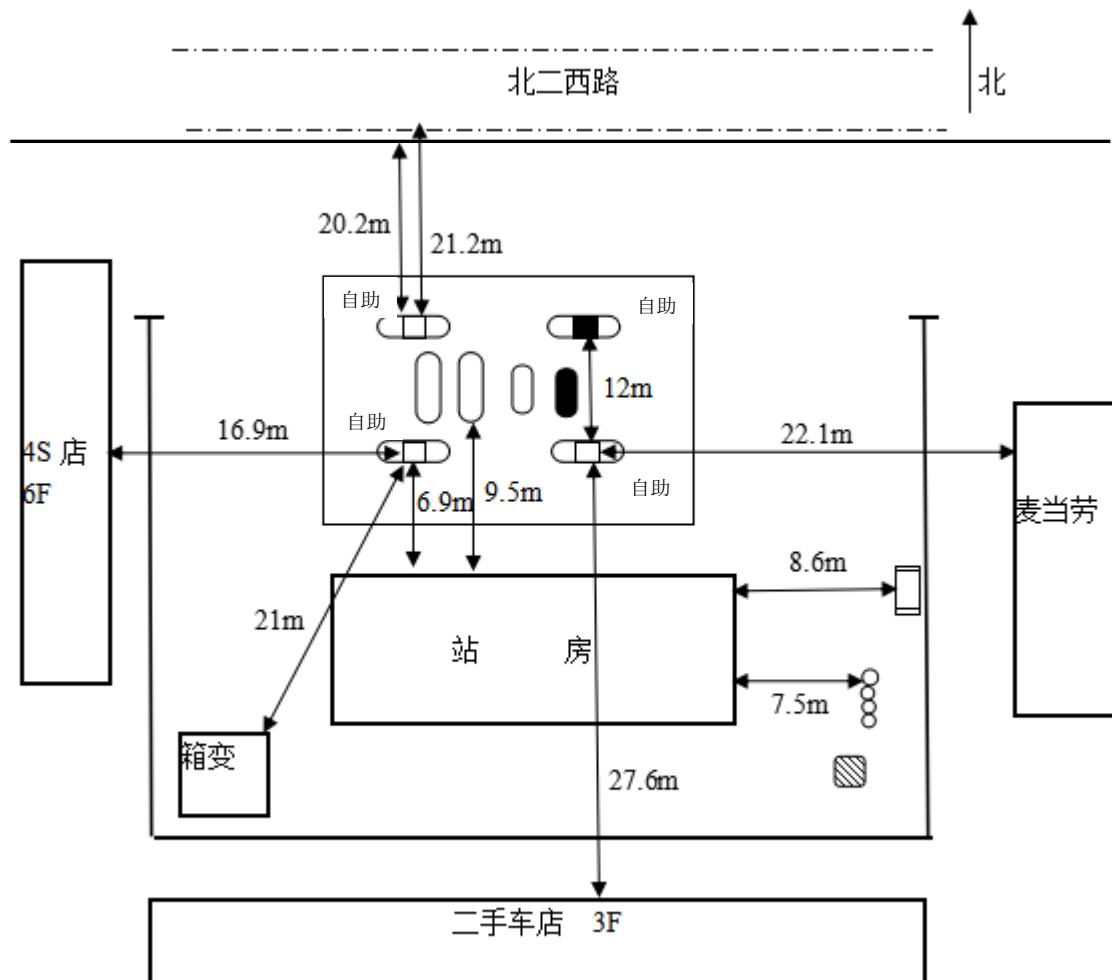 北二西路
北
20.2m
21.2m
自助
自助
12m
自助
16.9m
22.1m
4S 店
6F
6.9m
9.5m
自助
麦当劳
8.6m
21m
站 房
7.5m
箱变
27.6m
二手车店 3F